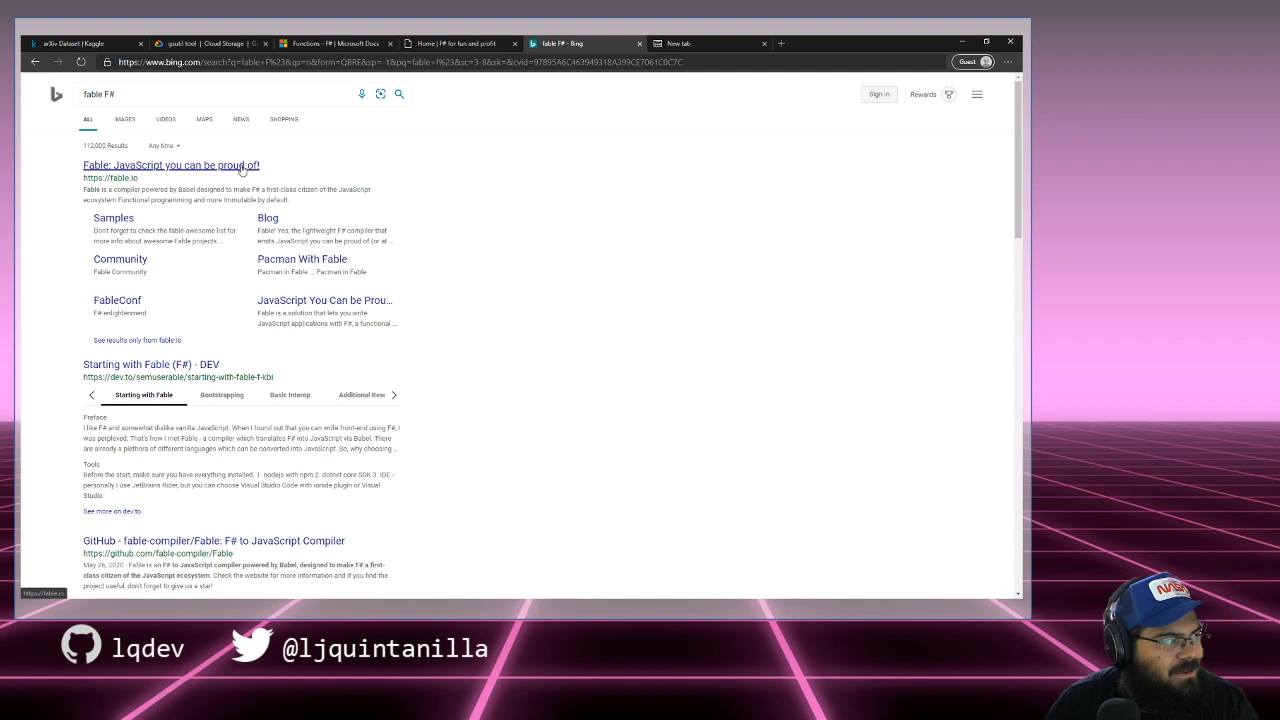 arXiv Dataset | Kaggle
gsutil tool | Cloud Storage | G
Functions - F# | Microsoft Docs
Home | F# for fun and profit
fable F# - Bing
New tab
https://www.bing.com/search?q=fable+F%23&qs=n&form=QBRE&sp=-1&pq=fable+f%23&sc=3-8&sk=&cvid=97895A6C463949318A399CE7061C0C7C
Guest
fable F#
Sign in
Rewards
ALL
IMAGES
VIDEOS
MAPS
NEWS
SHOPPING
112,000 Results
Any time
Fable: JavaScript you can be proud of!
https://fable.io
Fable is a compiler powered by Babel designed to make F# a first-class citizen of the JavaScript
ecosystem Functional programming and more Immutable by default.
Samples
Don't forget to check the fable-awesome list for
more info about awesome Fable projects ...
Blog
Fable! Yes, the lightweight F# compiler that
emits JavaScript you can be proud of (or at ...
Community
Fable Community
Pacman With Fable
Pacman in Fable ... Pacman in Fable
FableConf
F# enlightenment
JavaScript You Can be Prou...
Fable is a solution that lets you write
JavaScript applications with F#, a functional ...
See results only from fable.io
Starting with Fable (F#) - DEV
https://dev.to/semuserable/starting-with-fable-f-kbi
Starting with Fable
Bootstrapping
Basic Interop
Additional Res
Preface
I like F# and somewhat dislike vanilla JavaScript. When I found out that you can write front-end using F#, I
was perplexed. That's how I met Fable - a compiler which translates F# into JavaScript via Babel. There
are already a plethora of different languages which can be converted into JavaScript. So, why choosing ...
Tools
Before the start, make sure you have everything installed. 1. nodejs with npm 2. dotnet core SDK 3. IDE -
personally I use JetBrains Rider, but you can choose Visual Studio Code with ionide plugin or Visual
Studio
See more on dev.to
GitHub - fable-compiler/Fable: F# to JavaScript Compiler
https://github.com/fable-compiler/Fable
May 26, 2020 · Fable is an F# to JavaScript compiler powered by Babel, designed to make F# a first-
class citizen of the JavaScript ecosystem. Check the website for more information and if you find the
project useful, don't forget to give us a star!
https://fable.io
NASA
lqdev
@ljquintanilla